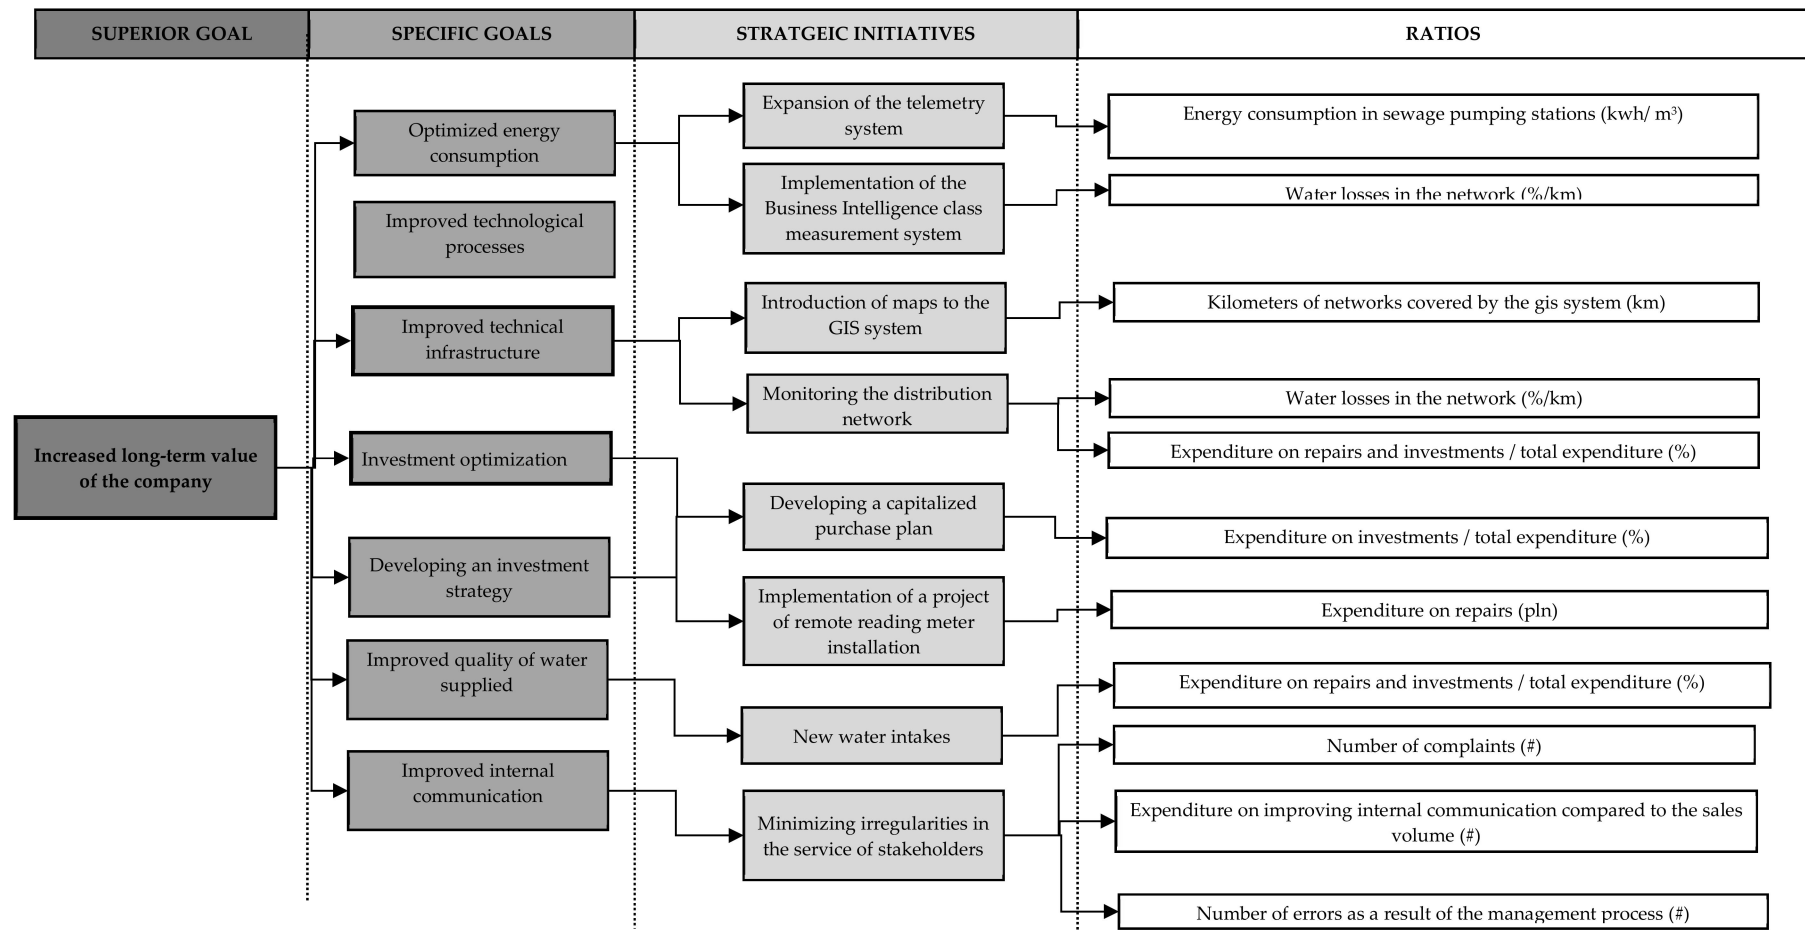 SUPERIOR GOAL
SPECIFIC GOALS
STRATGEIC INITIATIVES
RATIOS
Increased long-term value
of the company
Optimized energy
consumption
Improved technological
processes
Improved technical
infrastructure
Investment optimization
Developing an investment
strategy
Improved quality of water
supplied
Improved internal
communication
Expansion of the telemetry
system
Implementation of the
Business Intelligence class
measurement system
Introduction of maps to the
GIS system
Monitoring the distribution
network
Developing a capitalized
purchase plan
Implementation of a project
of remote reading meter
installation
New water intakes
Minimizing irregularities in
the service of stakeholders
Energy consumption in sewage pumping stations (kwh/ m³)
Water losses in the network (%/km)
Kilometers of networks covered by the gis system (km)
Water losses in the network (%/km)
Expenditure on repairs and investments / total expenditure (%)
Expenditure on investments / total expenditure (%)
Expenditure on repairs (pln)
Expenditure on repairs and investments / total expenditure (%)
Number of complaints (#)
Expenditure on improving internal communication compared to the sales
volume (#)
Number of errors as a result of the management process (#)